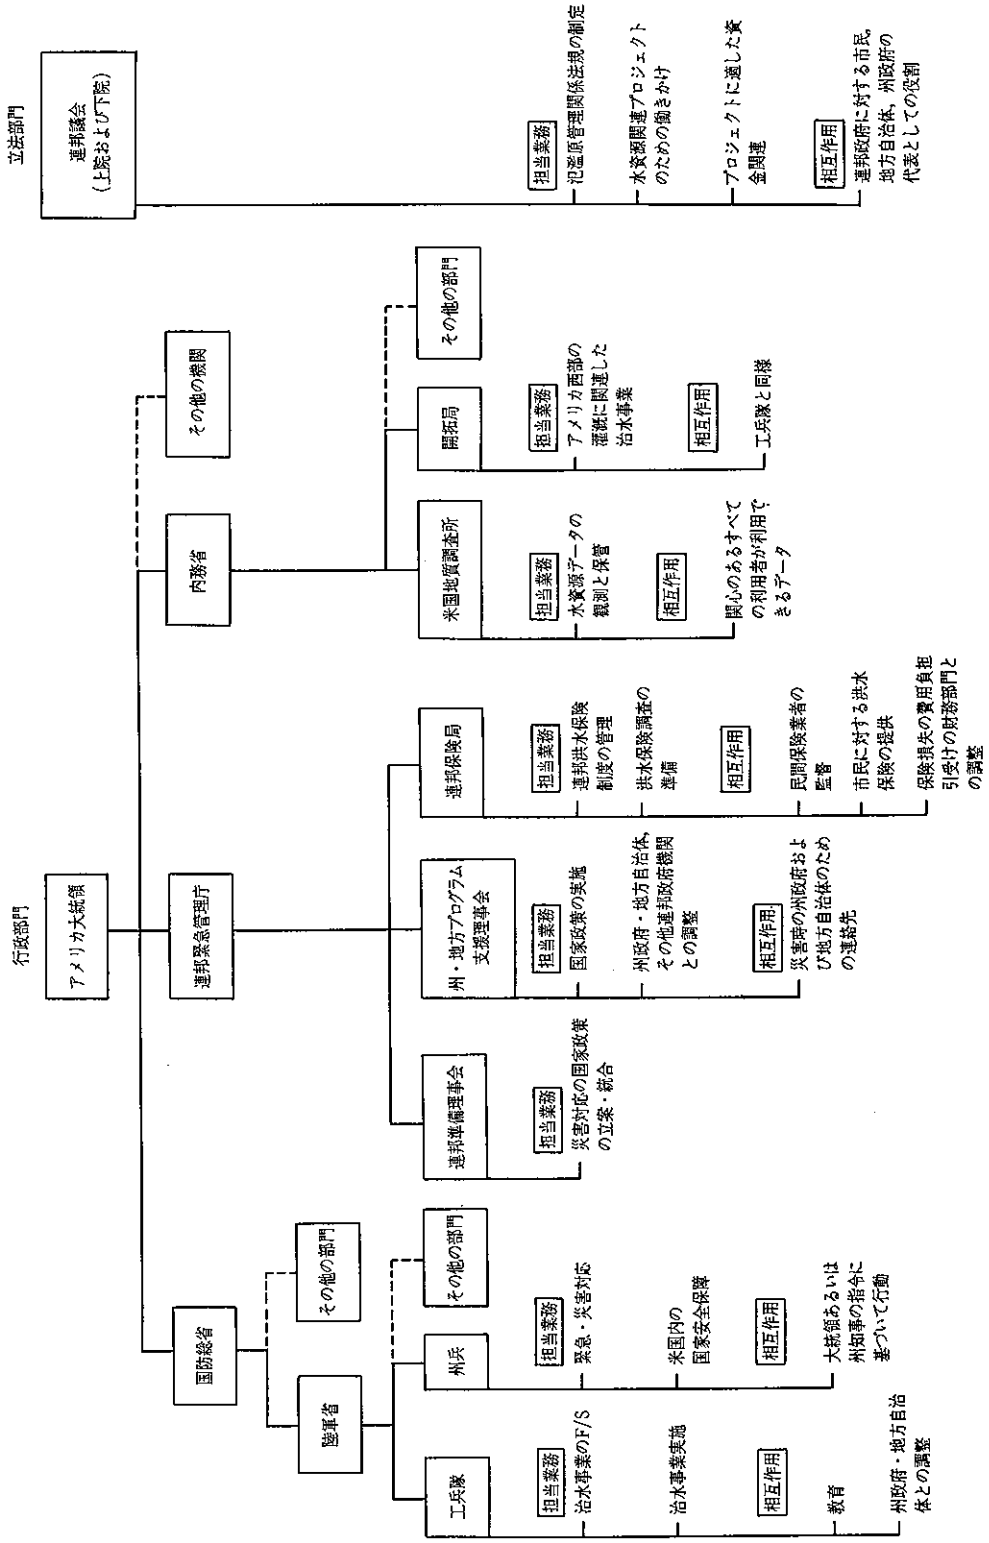 行政部門
立法部門
アメリカ大統領
連邦議会
(上院および下院)
国防総省
連邦緊急管理庁
内務省
その他の機関
陸軍省
その他の部門
工兵隊
担当業務
治水事業のF/S
治水事業実施
相互作用
教育
州政府・地方自治
体との調整
州兵
担当業務
緊急・災害対応
米国内の
国家安全保障
相互作用
大統領あるいは
州知事の指令に
基づいて行動
その他の部門
連邦準備理事会
担当業務
災害対応の国家政策
の立案・統合
州・地方プログラム
支援理事会
担当業務
国家政策の実施
州政府・地方自治体,
その他連邦政府機関
との調整
相互作用
災害時の州政府およ
び地方自治体のため
の連絡先
連邦保険局
担当業務
連邦洪水保険
制度の管理
洪水保険調査の
準備
相互作用
民間保険業者の
監督
市民に対する洪水
保険の提供
保険損失の費用負担
引受けの財務部門と
の調整
米国地質調査所
担当業務
水資源データの
観測と保管
相互作用
関心のあるすべて
の利用者が利用で
きるデータ
開拓局
担当業務
アメリカ西部の
灌漑に関連した
治水事業
相互作用
工兵隊と同様
その他の部門
担当業務
氾濫原管理関係法規の制定
水資源関連プロジェクト
のための働きかけ
プロジェクトに適した資
金関連
相互作用
連邦政府に対する市民,
地方自治体, 州政府の
代表としての役割